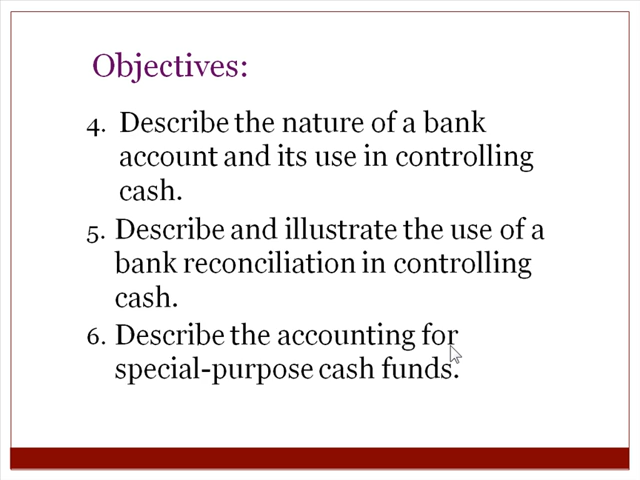 Objectives:
4. Describe the nature of a bank
account and its use in controlling
cash.
5. Describe and illustrate the use of a
bank reconciliation in controlling
cash.
6. Describe the accounting for
special-purpose cash funds.